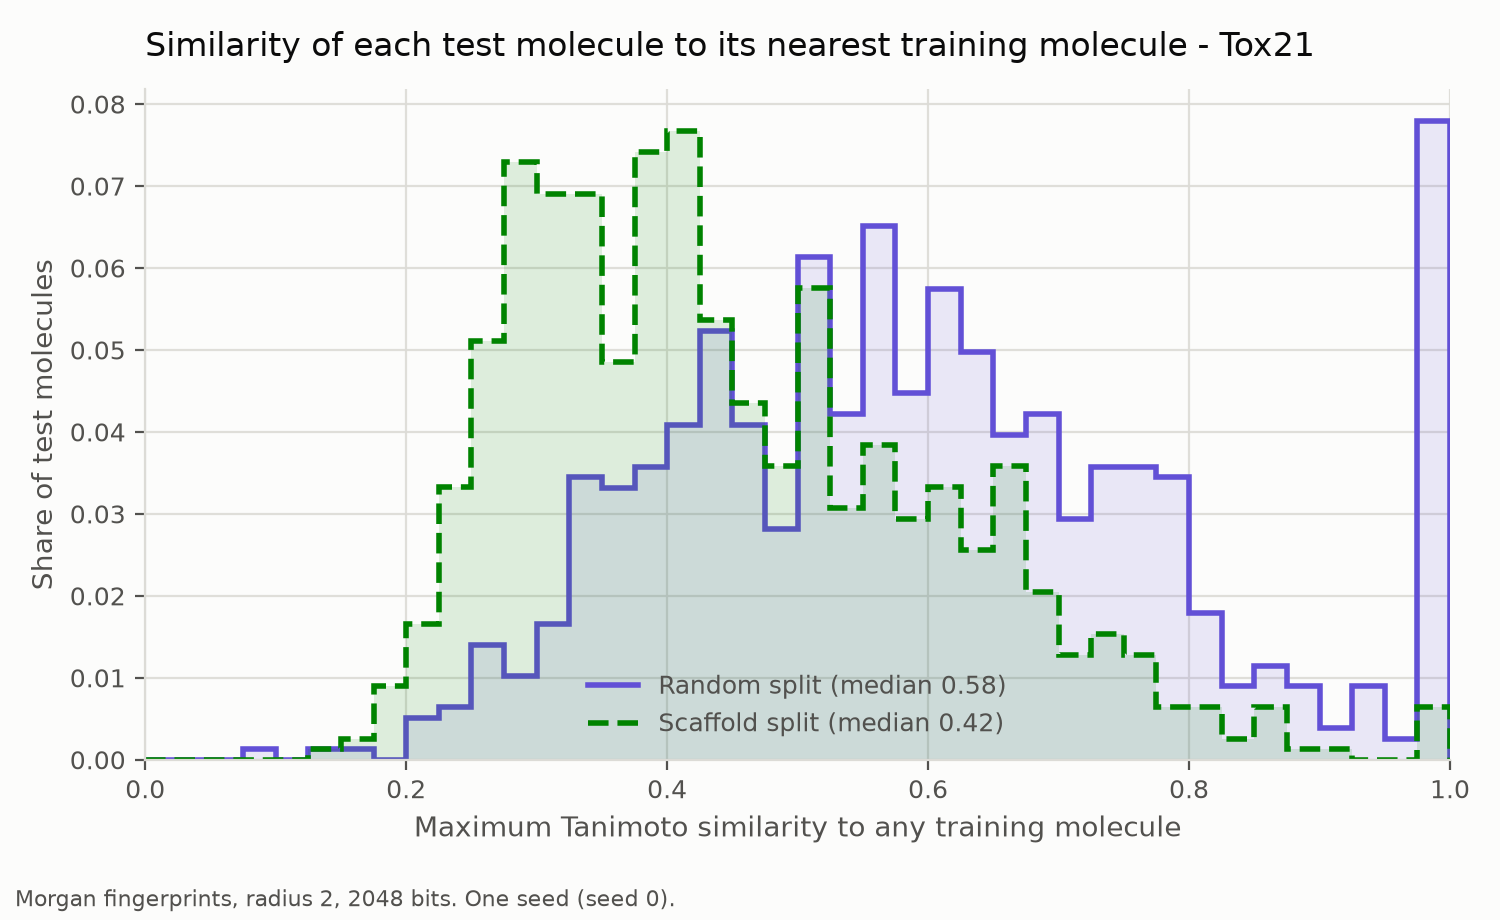 Similarity of each test molecule to its nearest training molecule - Tox21
Share of test molecules
0.08
0.07
0.06
0.05
0.04
0.03
0.02
0.01
0.00
Random split (median 0.58)
Scaffold split (median 0.42)
0.0 0.2 0.4 0.6 0.8 1.0
Maximum Tanimoto similarity to any training molecule
Morgan fingerprints, radius 2, 2048 bits. One seed (seed 0).